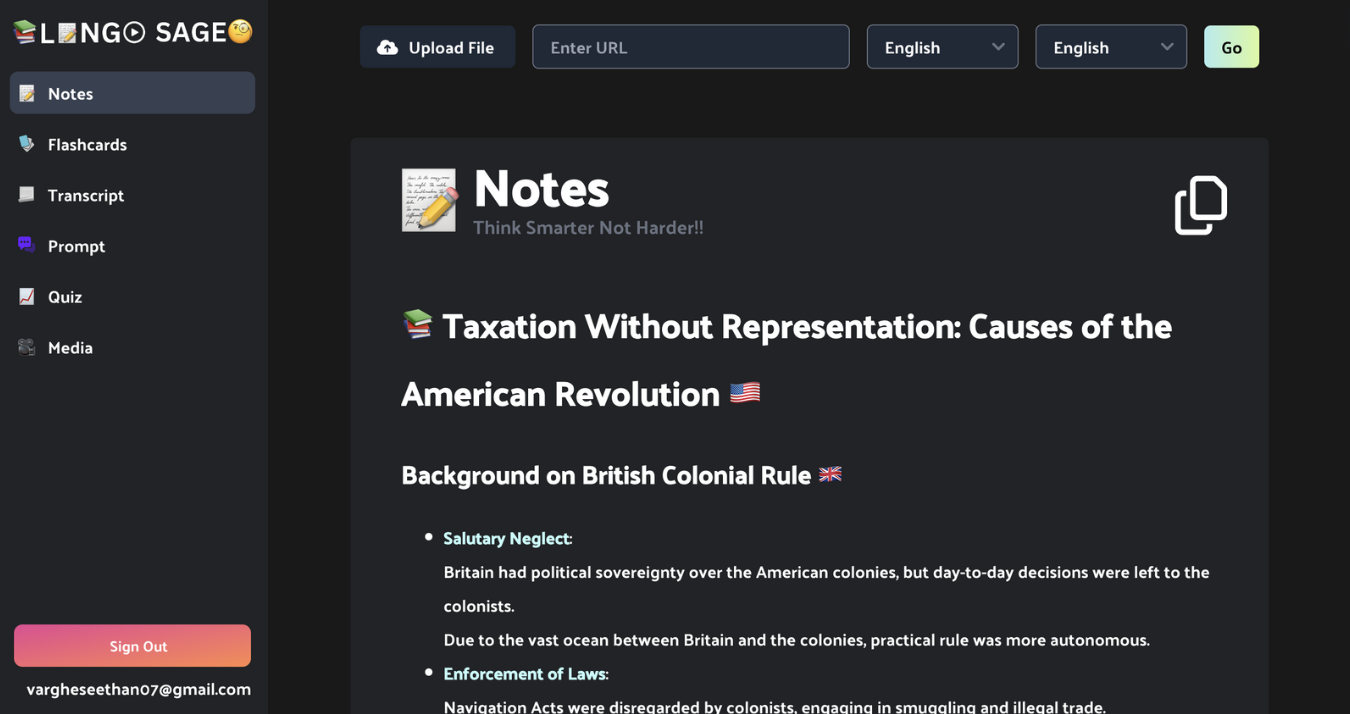 📚L📝NG▶ SAGE🧐
Notes
Flashcards
Transcript
Prompt
Quiz
Media
Sign Out
vargheseethan07@gmail.com
Upload File
Enter URL
English
English
Go
Notes
Think Smarter Not Harder!!
📚 Taxation Without Representation: Causes of the
American Revolution 🇺🇸
Background on British Colonial Rule 🇬🇧
• Salutary Neglect:
Britain had political sovereignty over the American colonies, but day-to-day decisions were left to the
colonists.
Due to the vast ocean between Britain and the colonies, practical rule was more autonomous.
• Enforcement of Laws:
Navigation Acts were disregarded by colonists, engaging in smuggling and illegal trade.